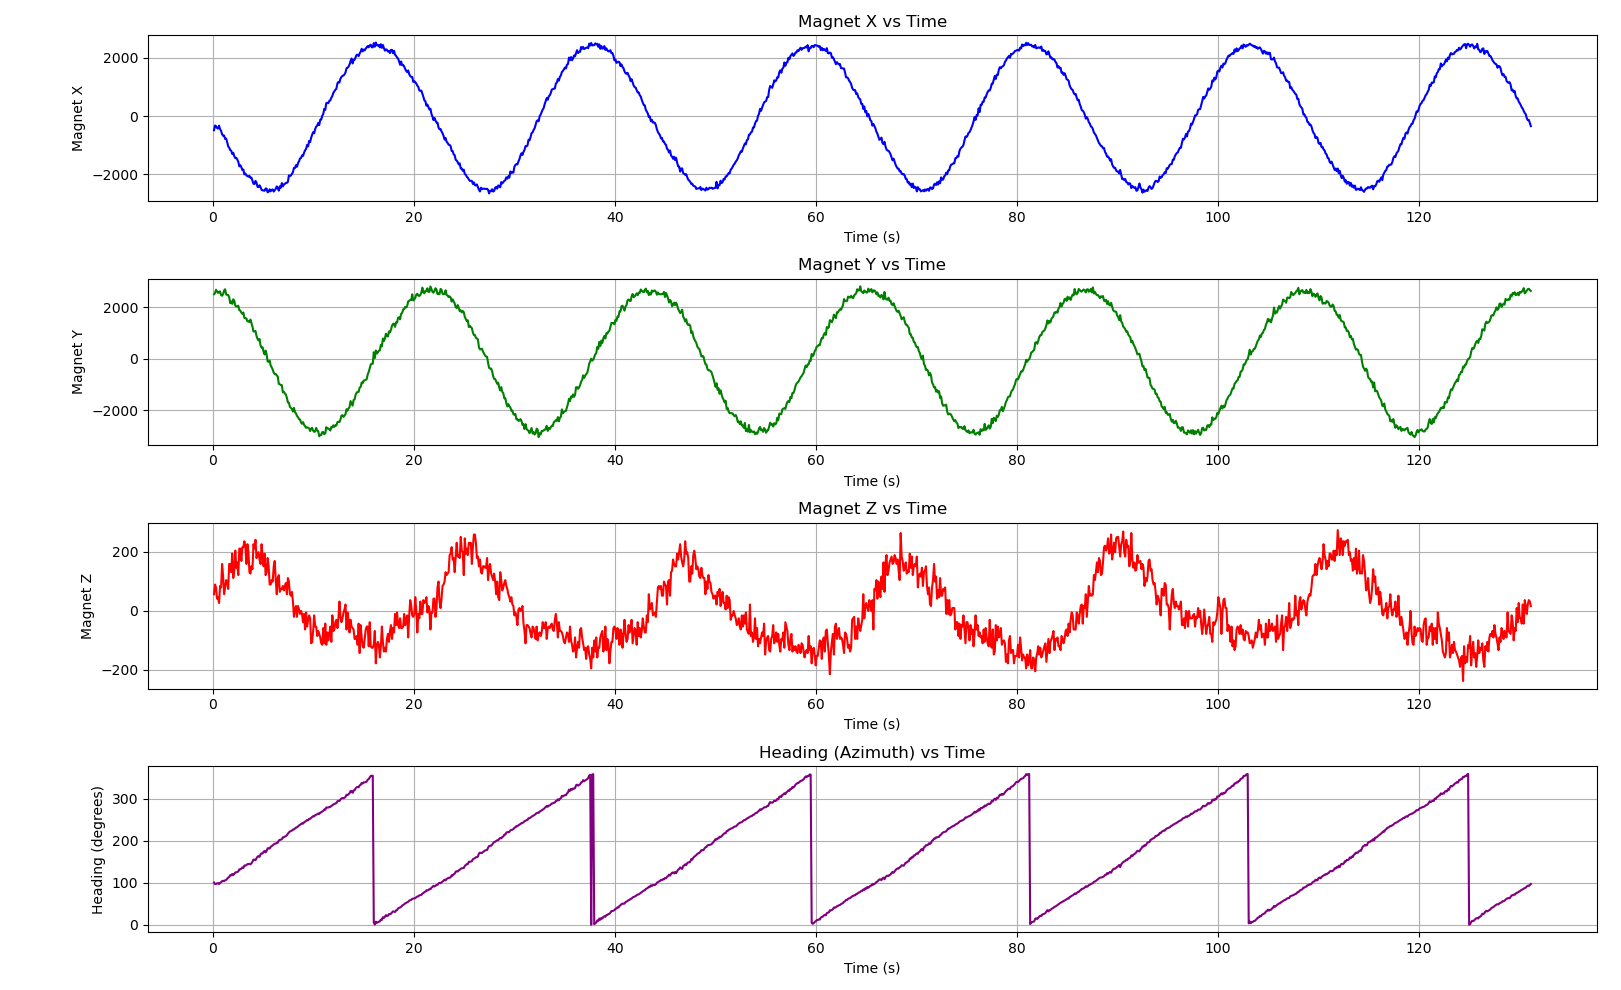 Magnet X vs Time
2000
0
−2000
Magnet X
0 20 40 60 80 100 120
Time (s)
Magnet Y vs Time
2000
0
−2000
Magnet Y
0 20 40 60 80 100 120
Time (s)
Magnet Z vs Time
200
0
−200
Magnet Z
0 20 40 60 80 100 120
Time (s)
Heading (Azimuth) vs Time
300
200
100
0
Heading (degrees)
0 20 40 60 80 100 120
Time (s)